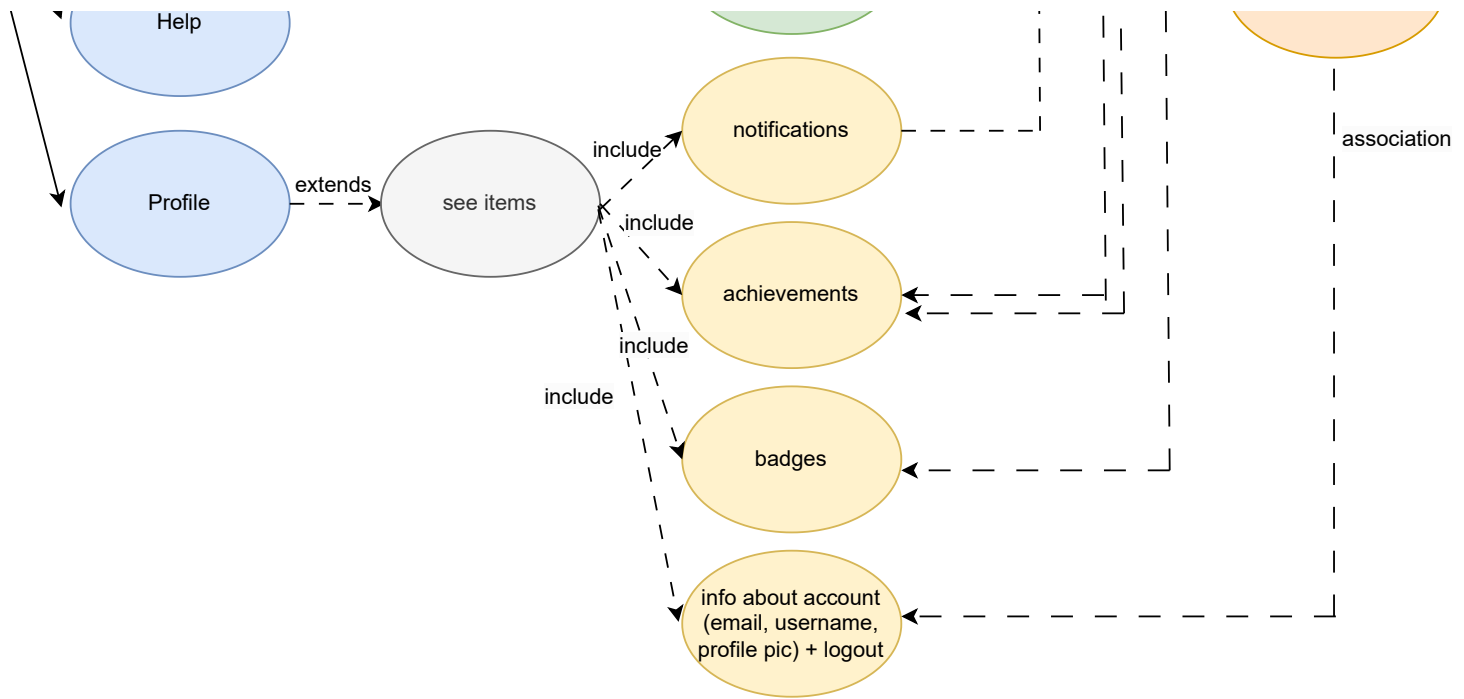 Help
notifications
include
association
extends
Profile
see items
include
achievements
include
include
badges
info about account
(email, username,
profile pic) + logout